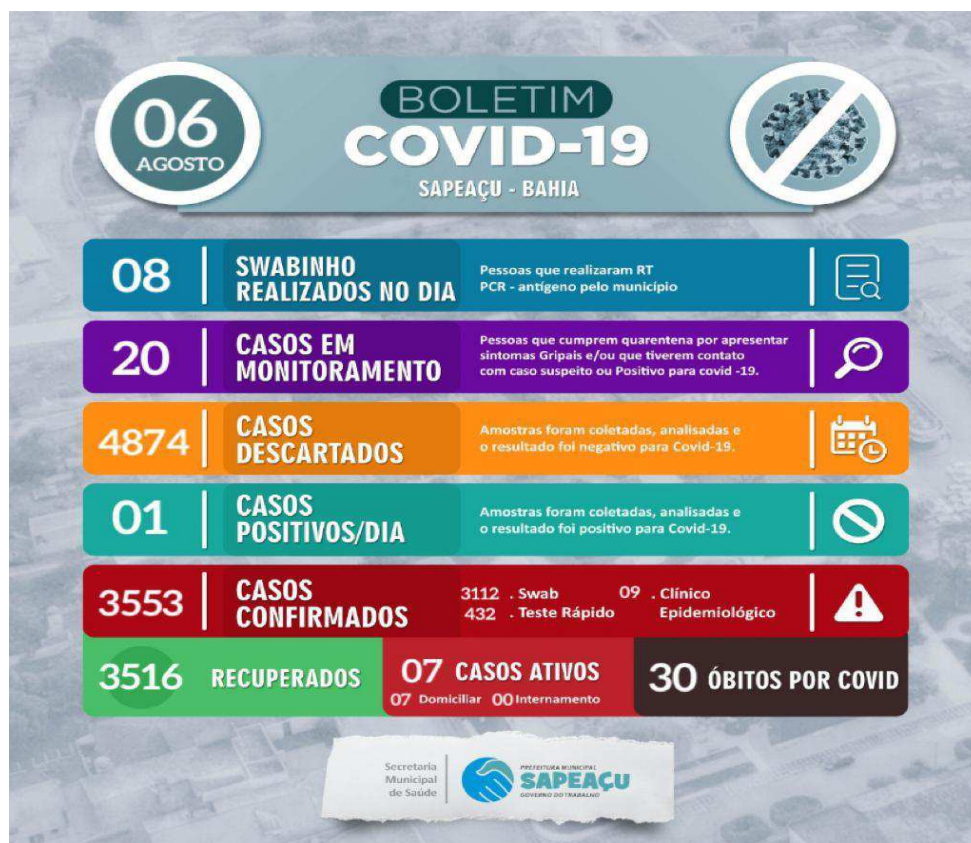 06
AGOSTO
BOLETIM
COVID-19
SAPEAÇU - BAHIA
08
SWABINHO
REALIZADOS NO DIA
Pessoas que realizaram RT
PCR - antígeno pelo município
20
CASOS EM
MONITORAMENTO
Pessoas que cumprem quarentena por apresentar
sintomas Gripais e/ou que tiverem contato
com caso suspeito ou Positivo para covid -19.
4874
CASOS
DESCARTADOS
Amostras foram coletadas, analisadas e
o resultado foi negativo para Covid-19.
01
CASOS
POSITIVOS/DIA
Amostras foram coletadas, analisadas e
o resultado foi positivo para Covid-19.
3553
CASOS
CONFIRMADOS
3112 . Swab
432 . Teste Rápido
09 . Clínico
Epidemiológico
3516 RECUPERADOS
07 CASOS ATIVOS
07 Domiciliar 00 Internamento
30 ÓBITOS POR COVID
Secretaria
Municipal
de Saúde
PREFEITURA MUNICIPAL
SAPEAÇU
GOVERNO DO TRABALHO